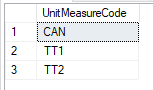 UnitMeasureCode
1 CAN
2 TT1
3 TT2